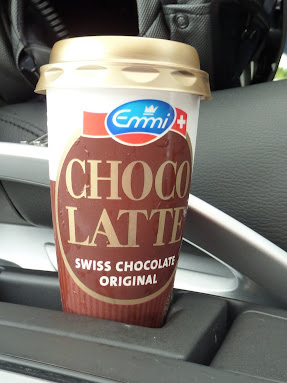 Emmi
CHOCO
LATTE
SWISS CHOCOLATE
ORIGINAL